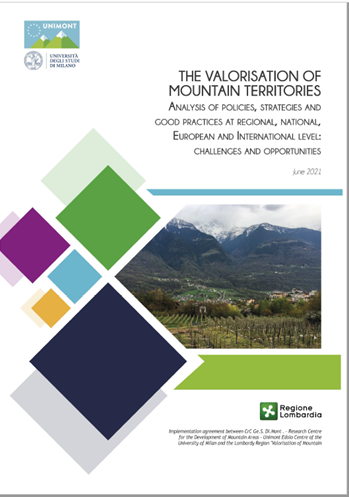 UNIMONT
UNIVERSITÀ
DEGLI STUDI
DI MILANO
THE VALORISATION OF
MOUNTAIN TERRITORIES
ANALYSIS OF POLICIES, STRATEGIES AND
GOOD PRACTICES AT REGIONAL, NATIONAL,
EUROPEAN AND INTERNATIONAL LEVEL:
CHALLENGES AND OPPORTUNITIES
June 2021
Regione
Lombardia
Implementation agreement between CrC Ge.S. Di.Mont. - Research Centre
for the Development of Mountain Areas - Unimont Edolo Centre of the
University of Milan and the Lombardy Region "Valorisation of Mountain